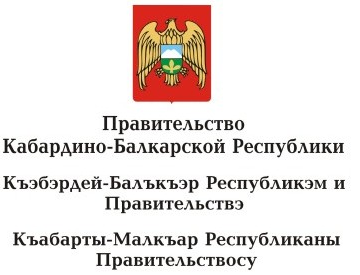 Правительство
Кабардино-Балкарской Республики
Къэбэрдей-Балъкъэр Республикэм и
Правительствэ
Къабарты-Малкъар Республиканы
Правительствосу